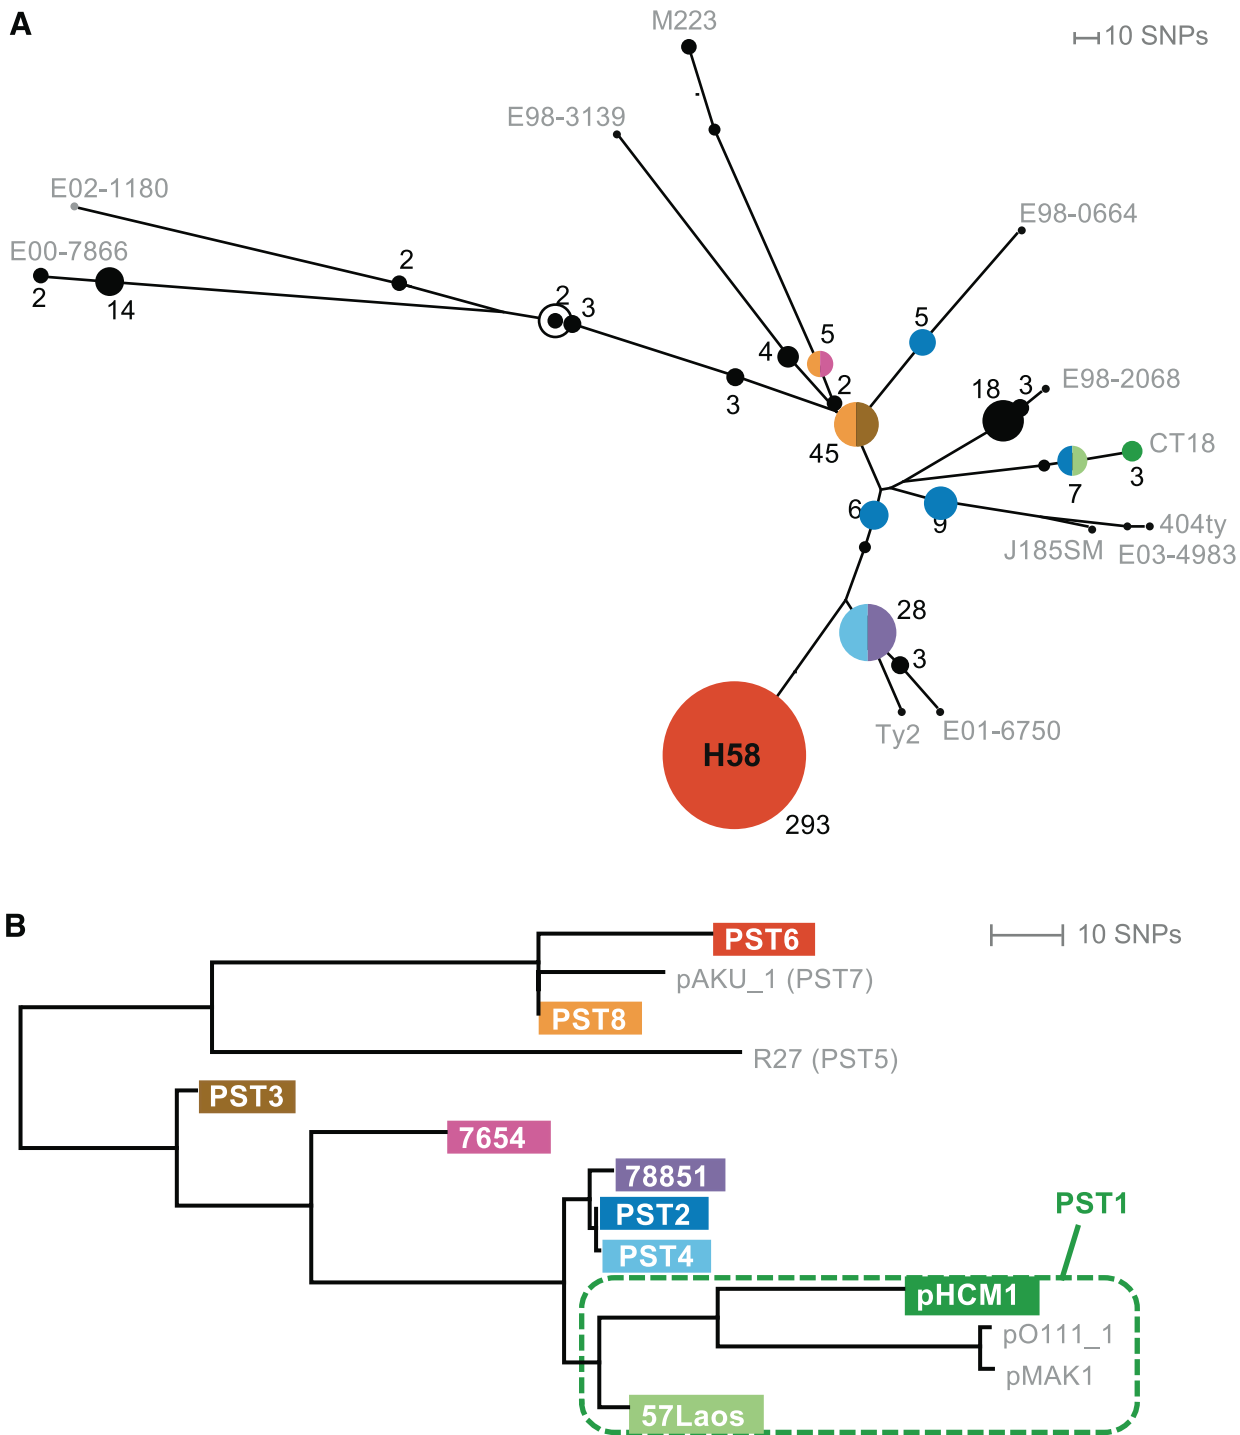 A
M223
10 SNPs
E98-3139
E02-1180
E98-0664
E00-7866
2
2
3
2
14
5
5
4
2
3
18
3
E98-2068
45
CT18
3
7
6
9
404ty
J185SM
E03-4983
28
3
Ty2
E01-6750
H58
293
B
PST6
10 SNPs
pAKU_1 (PST7)
PST8
R27 (PST5)
PST3
7654
78851
PST1
PST2
PST4
pHCM1
pO111_1
pMAK1
57Laos